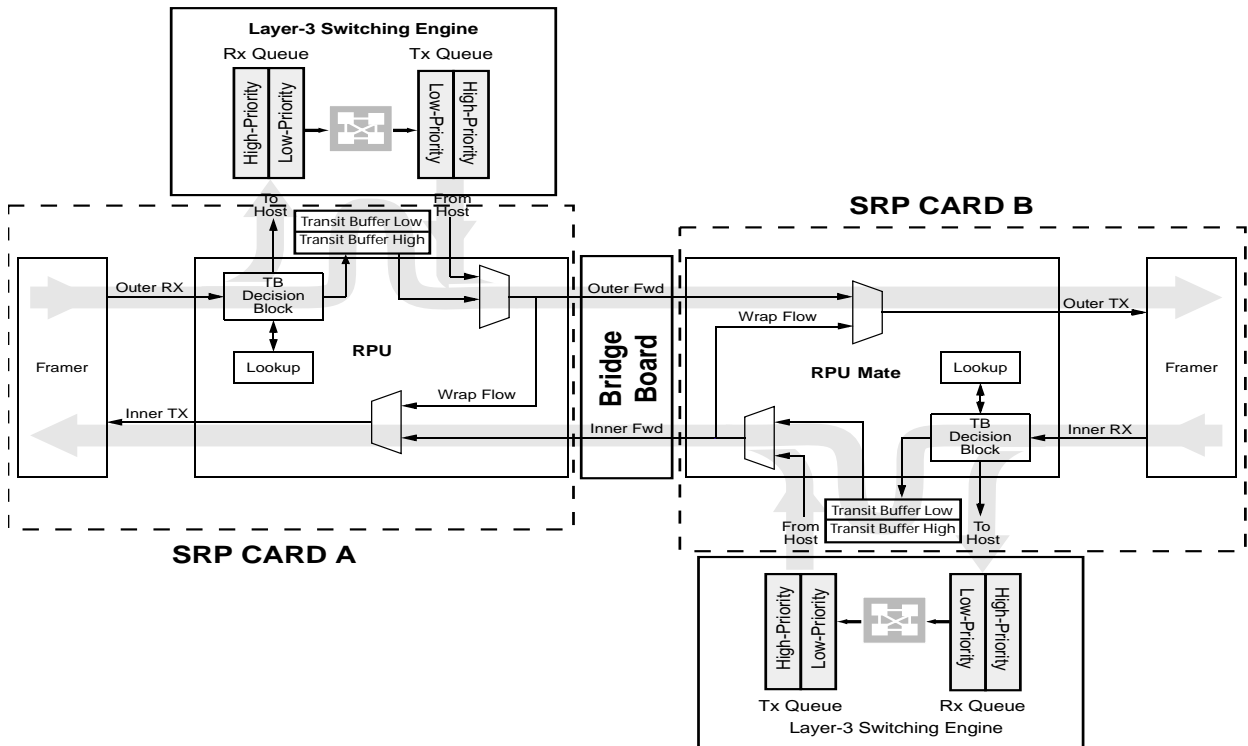 Layer-3 Switching Engine
Rx Queue
Tx Queue
High-Priority
Low-Priority
Low-Priority
High-Priority
To
Host
From
Host
Transit Buffer Low
Transit Buffer High
SRP CARD B
Outer RX
TB
Decision
Block
Outer Fwd
Outer TX
Wrap Flow
Framer
Lookup
RPU
Bridge
Board
RPU Mate
Lookup
Framer
Wrap Flow
Inner TX
Inner Fwd
TB
Decision
Block
Inner RX
Transit Buffer Low
Transit Buffer High
From
Host
To
Host
SRP CARD A
High-Priority
Low-Priority
Low-Priority
High-Priority
Tx Queue
Rx Queue
Layer-3 Switching Engine